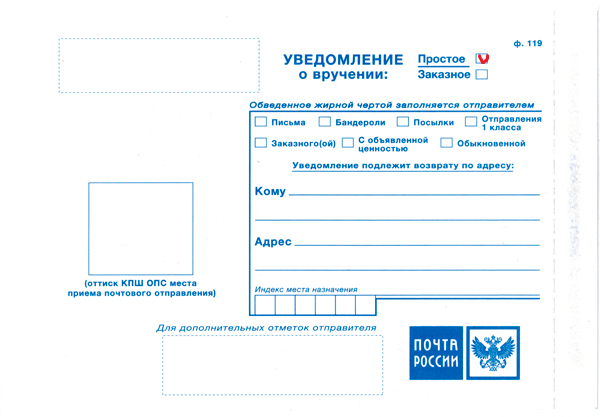 ф. 119
УВЕДОМЛЕНИЕ
о вручении:
Простое
Заказное
Обведенное жирной чертой заполняется отправителем
Письма Бандероли Посылки Отправления 1 класса
Заказного(ой) С объявленной ценностью Обыкновенной
Уведомление подлежит возврату по адресу:
Кому
Адрес
Индекс места назначения
(оттиск КПШ ОПС места
приема почтового отправления)
Для дополнительных отметок отправителя
ПОЧТА
РОССИИ